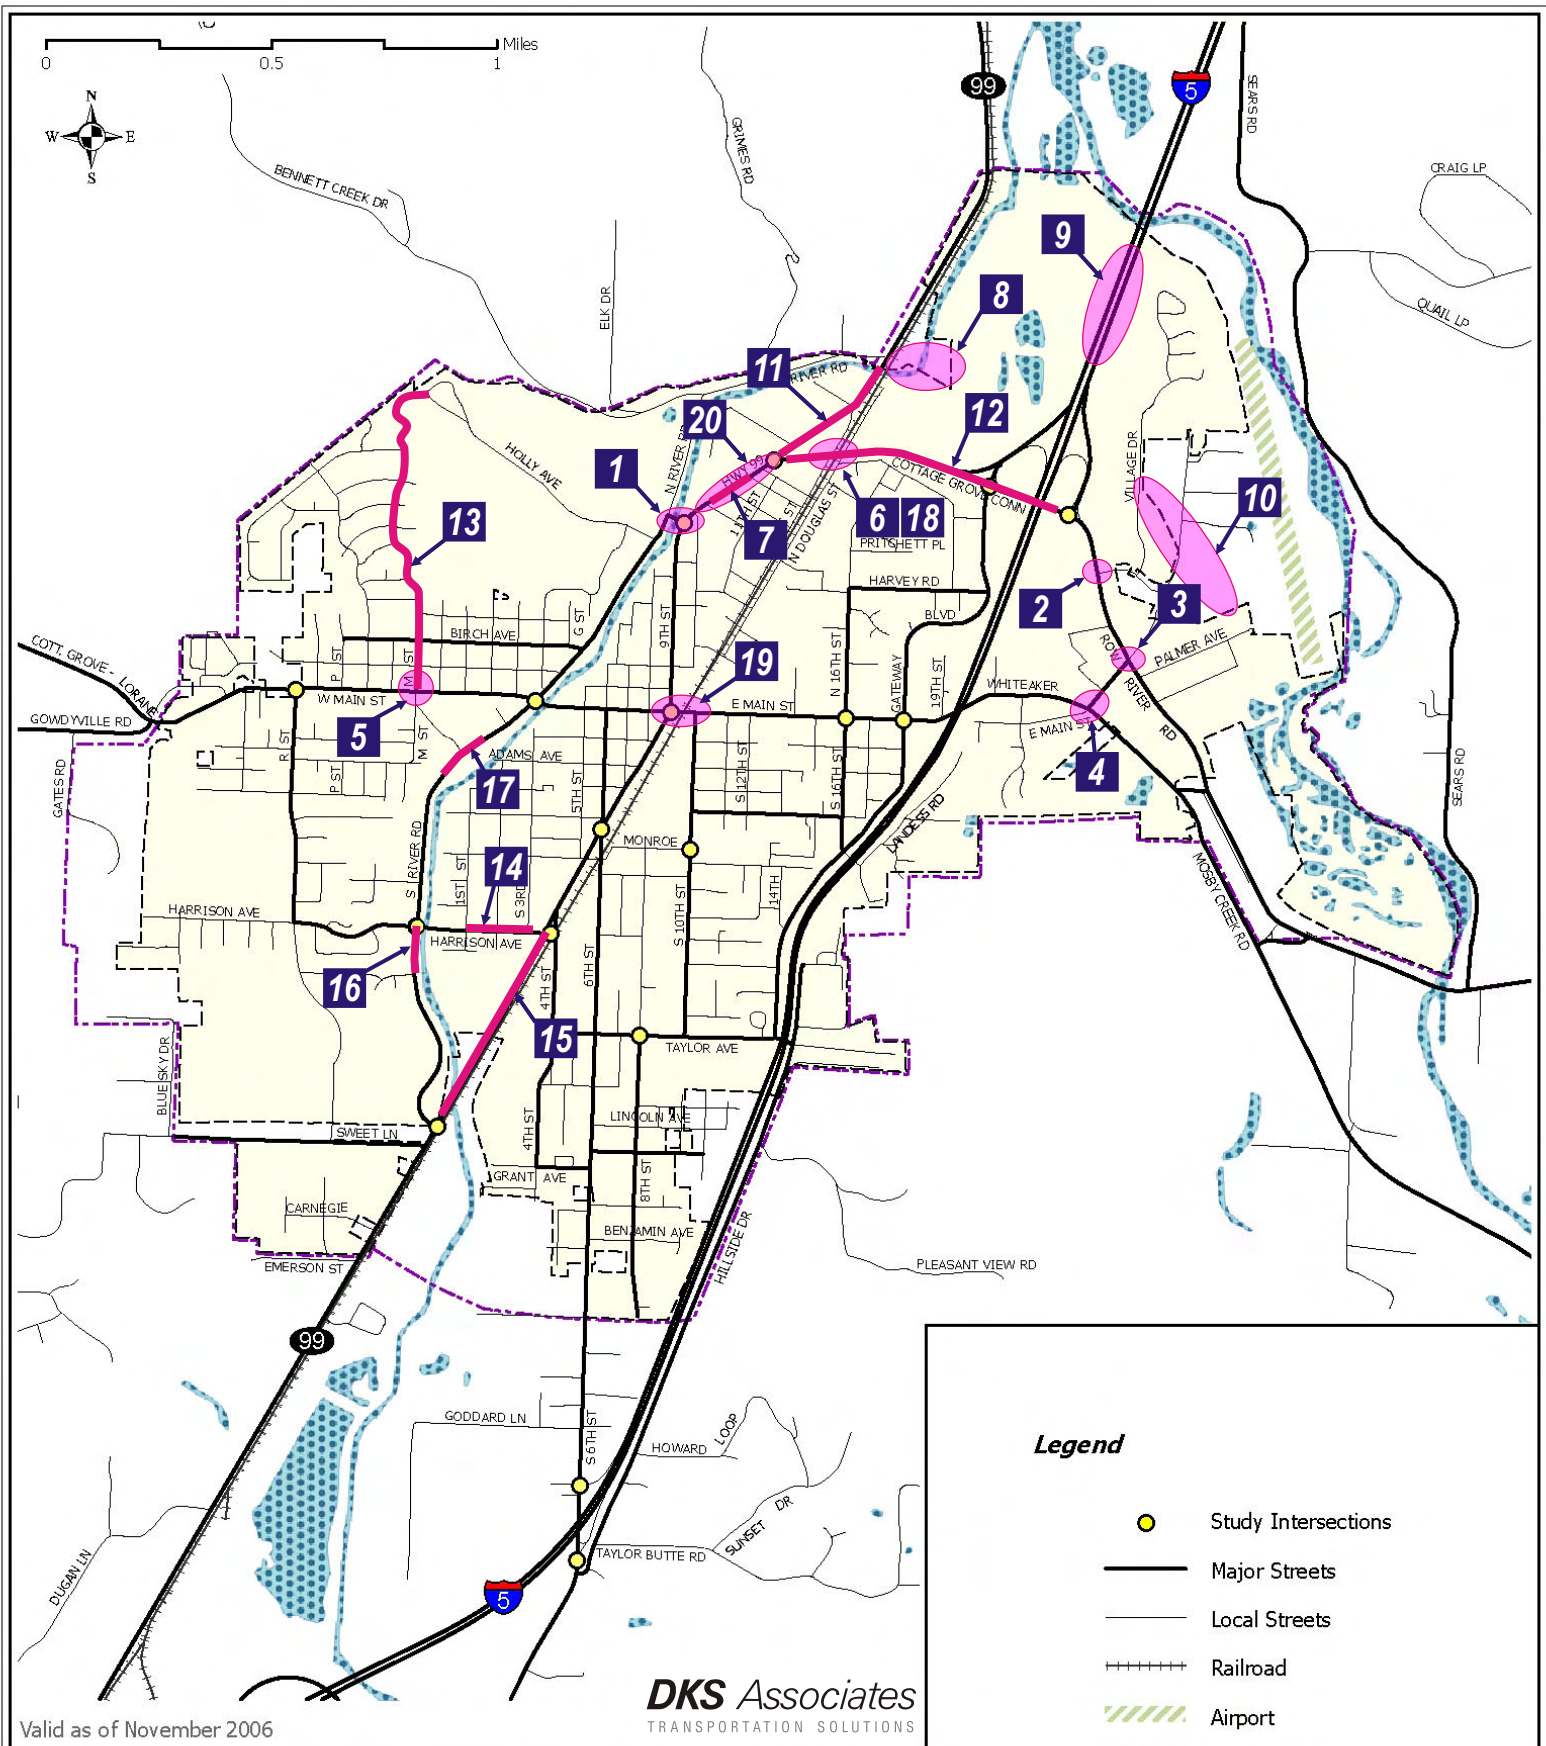 Miles
0
0.5
1
N
W
E
S
99
5
SEARS RD
CRAIG LP
QUAIL LP
GRIMES RD
BENNETT CREEK DR
ELK DR
9
8
11
RIVER RD
12
20
N RIVER RD
HOLLY AVE
HWY 99
1
COTTAGE GROVE CONN
VILLAGE DR
10
13
11TH ST
ST
N DOUGLAS ST
7
6
18
PRITCHETT PL
HARVEY RD
BLVD
2
3
BIRCH AVE
G ST
9TH ST
19
N 16TH ST
GATEWAY
19TH ST
ROW
RIVER
RD
PALMER AVE
COTT. GROVE - LORANE
GOWDYVILLE RD
P ST
M ST
W MAIN ST
E MAIN ST
WHITEAKER
E MAIN ST
4
5
R ST
P ST
M ST
ADAMS AVE
17
5TH ST
S 12TH ST
S 16TH ST
GATES RD
SEARS RD
LANDESS RD
MONROE
S RIVER RD
1ST ST
14
S 3RD
14TH
MOSBY CREEK RD
HARRISON AVE
HARRISON AVE
S 10TH ST
16
4TH ST
6TH ST
15
TAYLOR AVE
BLUE SKY DR
SWEET LN
4TH ST
LINCOLN AVE
GRANT AVE
8TH ST
CARNEGIE
BENJAMIN AVE
HILLSIDE DR
EMERSON ST
PLEASANT VIEW RD
99
GODDARD LN
S 6TH ST
HOWARD
LOOP
SUNSET DR
TAYLOR BUTTE RD
DUGAN LN
5
Legend
Study Intersections
Major Streets
Local Streets
Railroad
Airport
DKS Associates
TRANSPORTATION SOLUTIONS
Valid as of November 2006